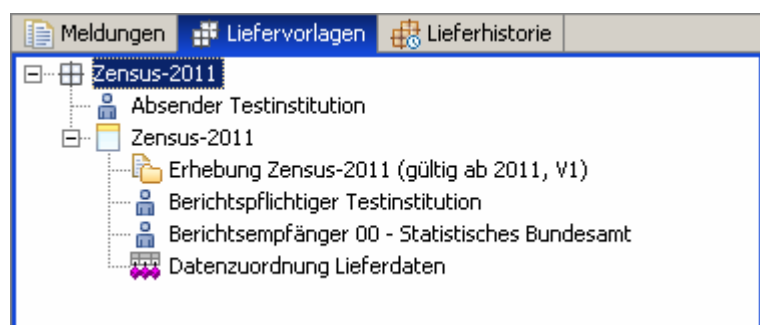 Meldungen Liefervorlagen Lieferhistorie
Zensus-2011
Absender Testinstitution
Zensus-2011
Erhebung Zensus-2011 (gültig ab 2011, V1)
Berichtspflichtiger Testinstitution
Berichtsempfänger 00 - Statistisches Bundesamt
Datenzuordnung Lieferdaten